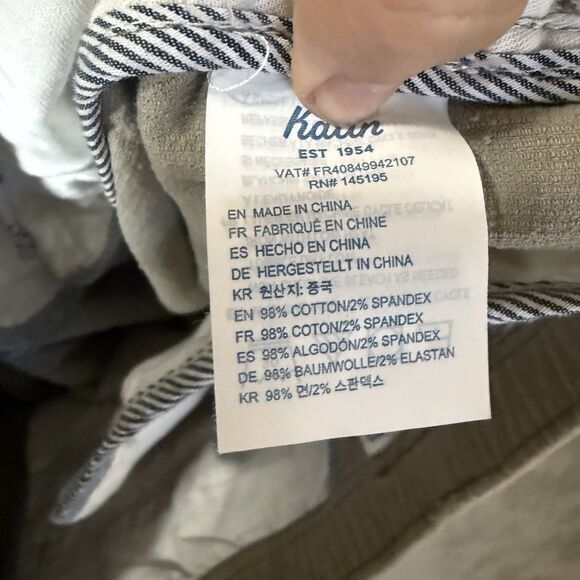 Katin
EST 1954
VAT# FR40849942107
RN# 145195
EN MADE IN CHINA
FR FABRIQUÉ EN CHINE
ES HECHO EN CHINA
DE HERGESTELLT IN CHINA
KR 원산지: 중국
EN 98% COTTON/2% SPANDEX
FR 98% COTON/2% SPANDEX
ES 98% ALGODÓN/2% SPANDEX
DE 98% BAUMWOLLE/2% ELASTAN
KR 98% 면/2% 스판덱스